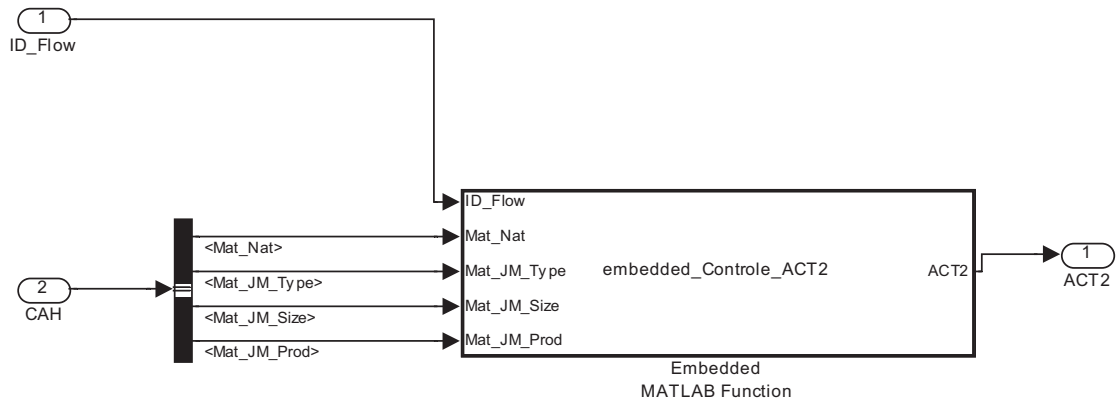 1
ID_Flow
2
CAH
<Mat_Nat>
<Mat_JM_Type>
<Mat_JM_Size>
<Mat_JM_Prod>
ID_Flow
Mat_Nat
Mat_JM_Type
Mat_JM_Size
Mat_JM_Prod
embedded_Controle_ACT2
ACT2
Embedded
MATLAB Function
1
ACT2